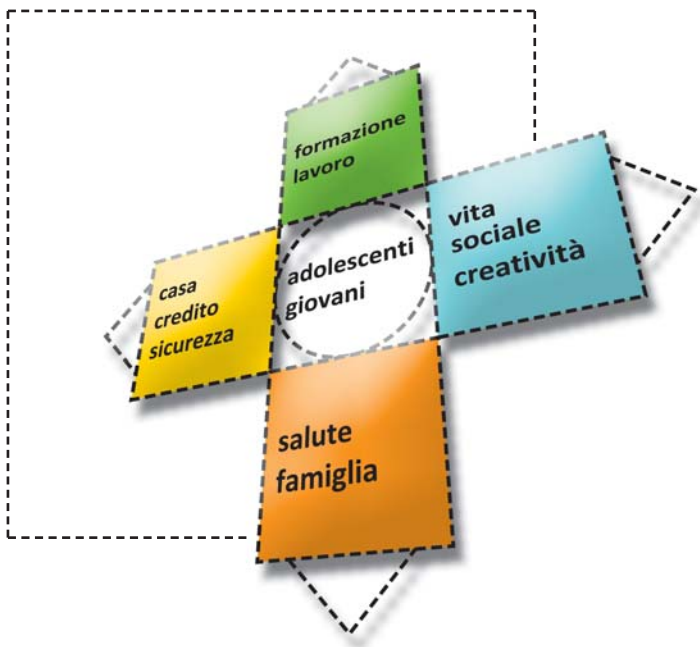 formazione
lavoro
vita
sociale
creatività
adolescenti
giovani
casa
credito
sicurezza
salute
famiglia